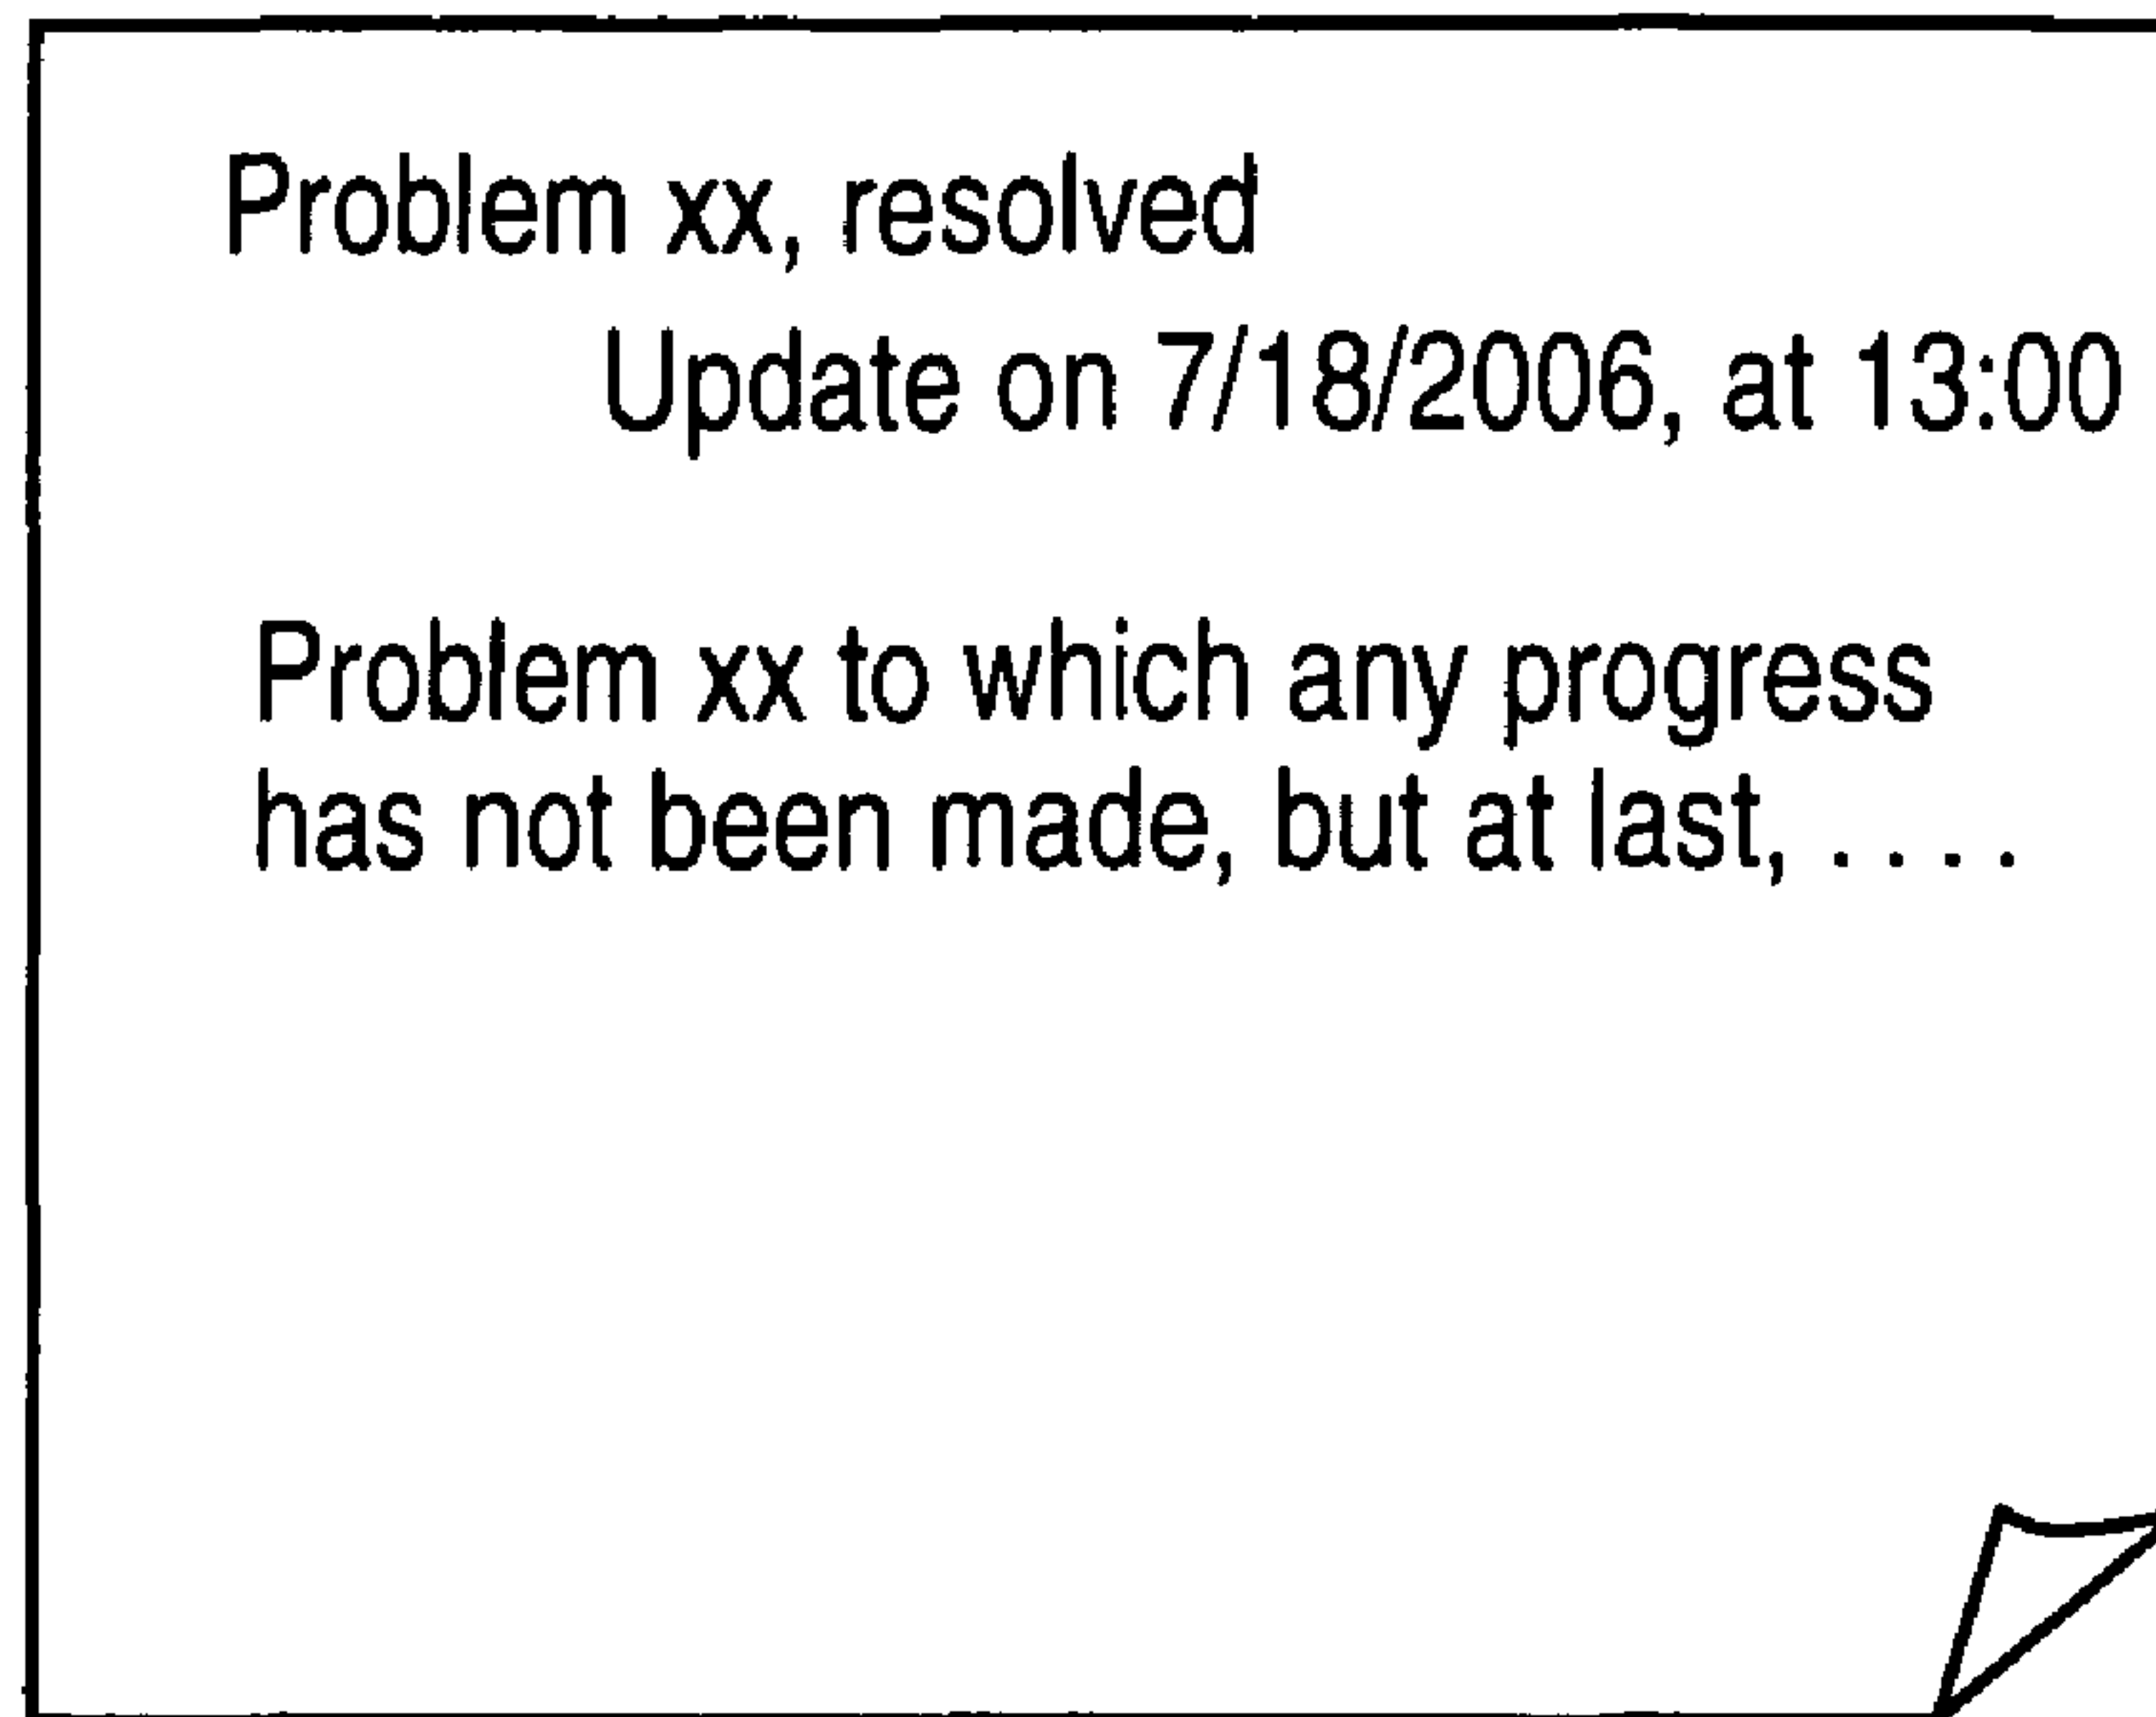 Problem xx, resolved
Update on 7/18/2006, at 13:00
Problem xx to which any progress
has not been made, but at last, . . . .